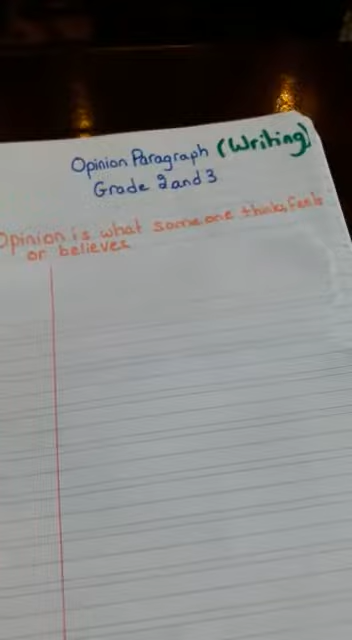 Opinion Paragraph (Writing)
Grade 2 and 3
Opinion is what someone thinks, feels
or believes